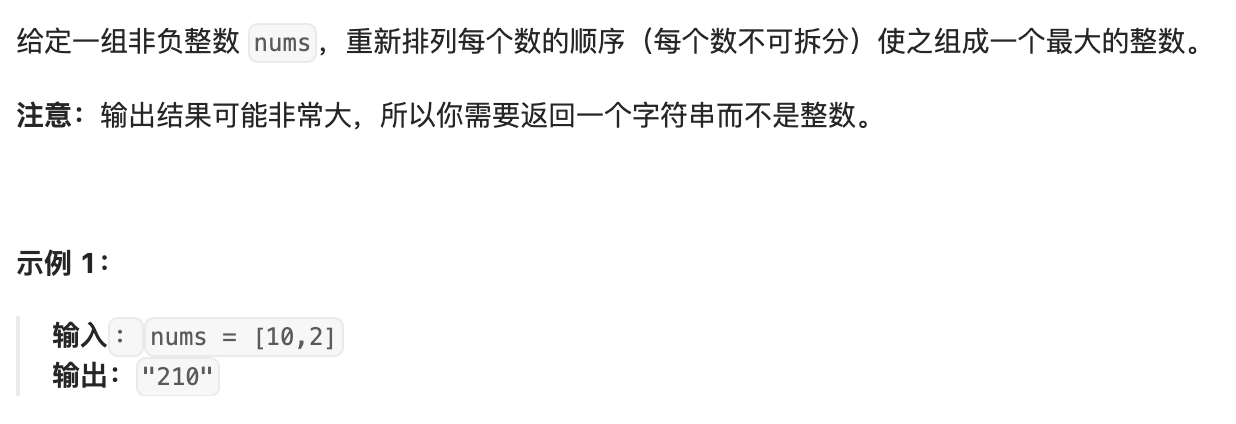 给定一组非负整数 nums，重新排列每个数的顺序（每个数不可拆分）使之组成一个最大的整数。
注意：输出结果可能非常大，所以你需要返回一个字符串而不是整数。
示例 1：
输入：nums = [10,2]
输出："210"